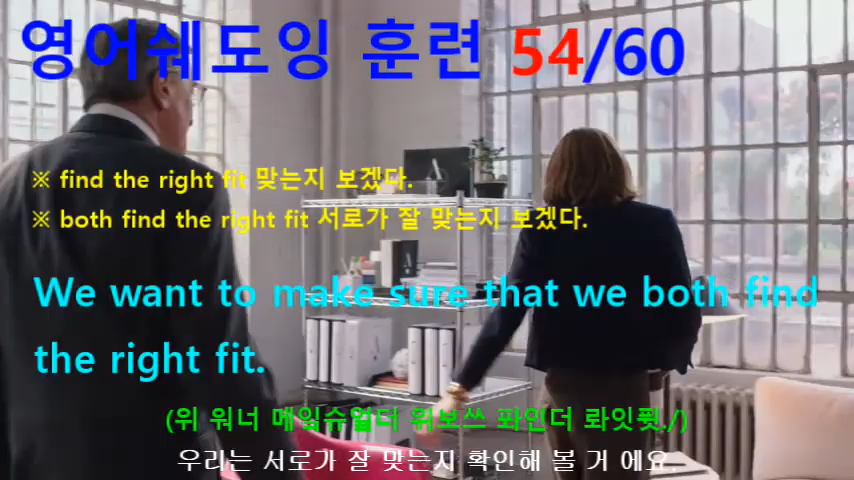 영어쉐도잉 훈련 54/60
※ find the right fit 맞는지 보겠다.
※ both find the right fit 서로가 잘 맞는지 보겠다.
We want to make sure that we both find
the right fit.
(위 워너 메잌슈얼더 위보쓰 파인더 롸잇퓟./)
우리는 서로가 잘 맞는지 확인해 볼 거 에요.